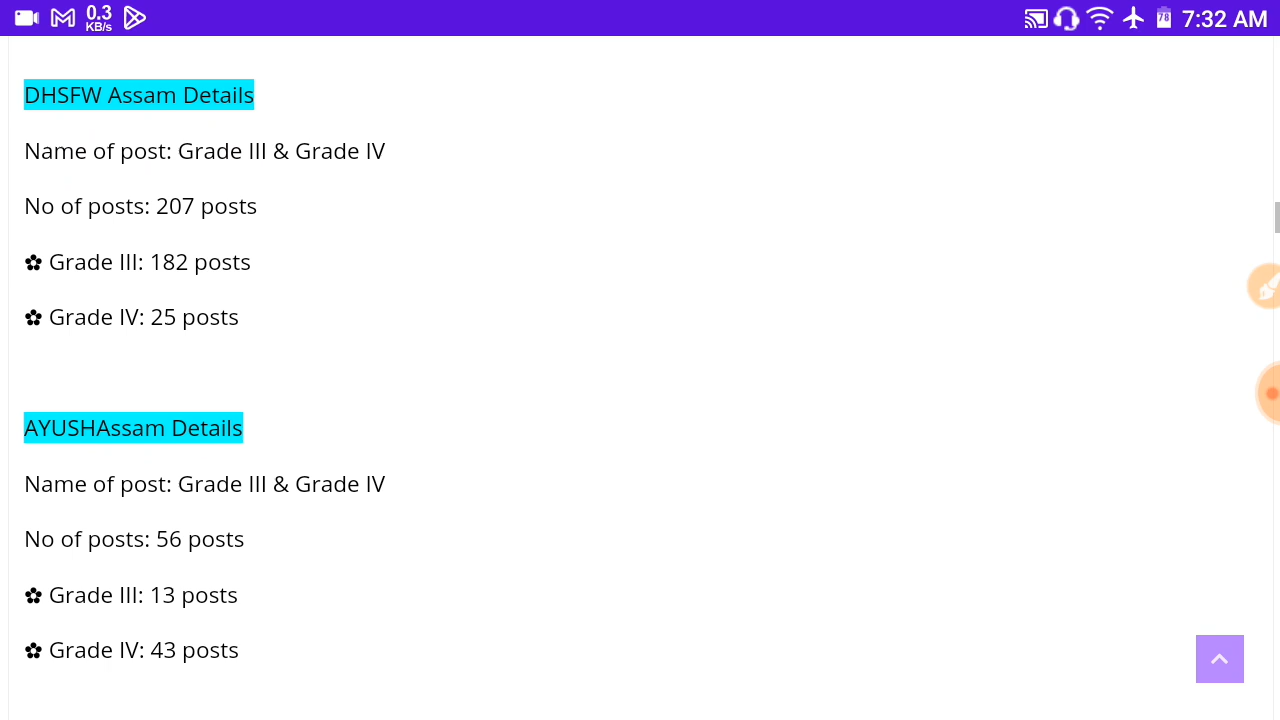 0.3
KB/s
78
7:32 AM
DHSFW Assam Details
Name of post: Grade III & Grade IV
No of posts: 207 posts
✿ Grade III: 182 posts
✿ Grade IV: 25 posts
AYUSHAssam Details
Name of post: Grade III & Grade IV
No of posts: 56 posts
✿ Grade III: 13 posts
✿ Grade IV: 43 posts